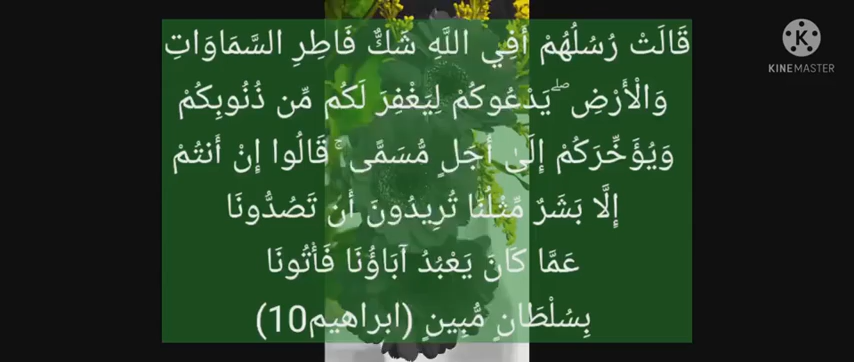 قَالَتْ رُسُلُهُمْ أَفِي اللَّهِ شَكٌّ فَاطِرِ السَّمَاوَاتِ
وَالْأَرْضِ ۖ يَدْعُوكُمْ لِيَغْفِرَ لَكُم مِّن ذُنُوبِكُمْ
وَيُؤَخِّرَكُمْ إِلَىٰ أَجَلٍ مُّسَمًّى ۚ قَالُوا إِنْ أَنتُمْ
إِلَّا بَشَرٌ مِّثْلُنَا تُرِيدُونَ أَن تَصُدُّونَا
عَمَّا كَانَ يَعْبُدُ آبَاؤُنَا فَأْتُونَا
بِسُلْطَانٍ مُّبِينٍ (ابراهيم10)
KINEMASTER